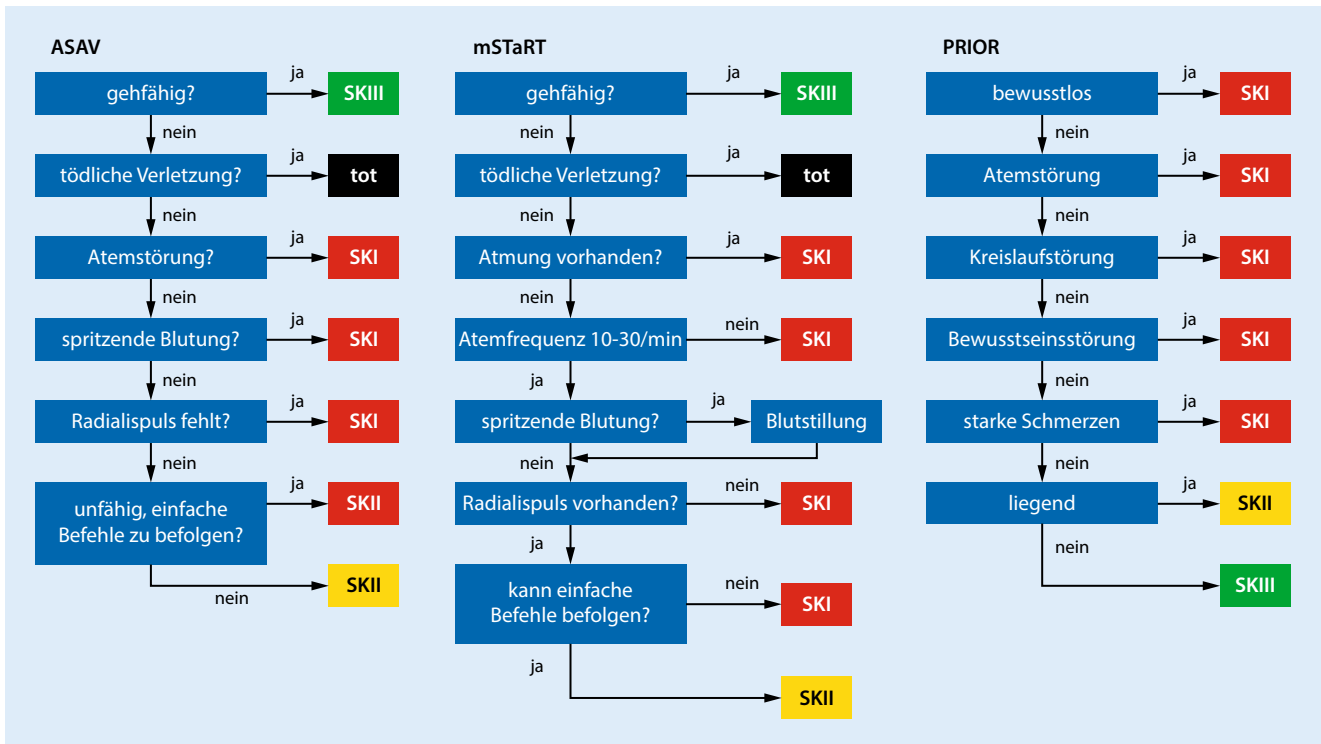 ASAV
gehfähig?
ja
SKIII
nein
tödliche Verletzung?
ja
tot
nein
Atemstörung?
ja
SKI
nein
spritzende Blutung?
ja
SKI
nein
Radialispuls fehlt?
ja
SKI
nein
unfähig, einfache
Befehle zu befolgen?
ja
SKII
nein
SKII
mSTaRT
gehfähig?
ja
SKIII
nein
tödliche Verletzung?
ja
tot
nein
Atmung vorhanden?
ja
SKI
nein
Atemfrequenz 10-30/min
nein
SKI
ja
spritzende Blutung?
ja
Blutstillung
nein
Radialispuls vorhanden?
nein
SKI
ja
kann einfache
Befehle befolgen?
nein
SKI
ja
SKII
PRIOR
bewusstlos
ja
SKI
nein
Atemstörung
ja
SKI
nein
Kreislaufstörung
ja
SKI
nein
Bewusstseinsstörung
ja
SKI
nein
starke Schmerzen
ja
SKI
nein
liegend
ja
SKII
nein
SKIII